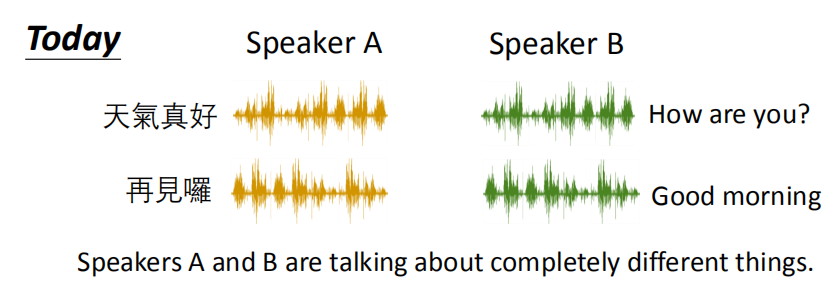 Today
Speaker A Speaker B
天氣真好 How are you?
再見囉 Good morning
Speakers A and B are talking about completely different things.